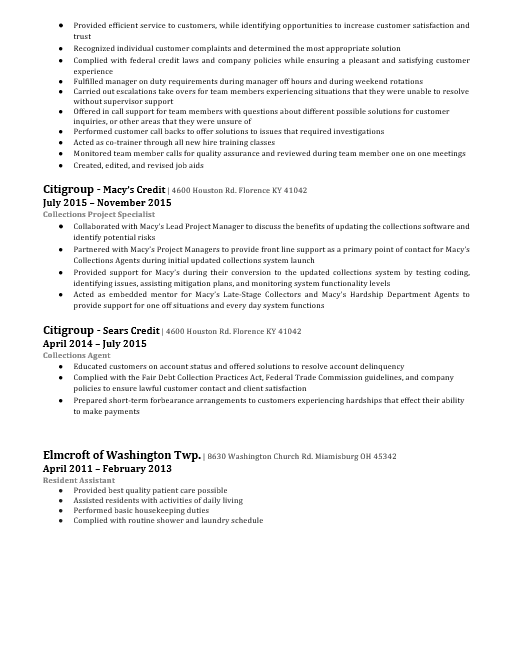 ● Provided efficient service to customers, while identifying opportunities to increase customer satisfaction and
trust
● Recognized individual customer complaints and determined the most appropriate solution
● Complied with federal credit laws and company policies while ensuring a pleasant and satisfying customer
experience
● Fulfilled manager on duty requirements during manager off hours and during weekend rotations
● Carried out escalations take overs for team members experiencing situations that they were unable to resolve
without supervisor support
● Offered in call support for team members with questions about different possible solutions for customer
inquiries, or other areas that they were unsure of
● Performed customer call backs to offer solutions to issues that required investigations
● Acted as co-trainer through all new hire training classes
● Monitored team member calls for quality assurance and reviewed during team member one on one meetings
● Created, edited, and revised job aids
Citigroup - Macy's Credit | 4600 Houston Rd. Florence KY 41042
July 2015 – November 2015
Collections Project Specialist
● Collaborated with Macy's Lead Project Manager to discuss the benefits of updating the collections software and
identify potential risks
● Partnered with Macy's Project Managers to provide front line support as a primary point of contact for Macy's
Collections Agents during initial updated collections system launch
● Provided support for Macy's during their conversion to the updated collections system by testing coding,
identifying issues, assisting mitigation plans, and monitoring system functionality levels
● Acted as embedded mentor for Macy's Late-Stage Collectors and Macy's Hardship Department Agents to
provide support for one off situations and every day system functions
Citigroup - Sears Credit | 4600 Houston Rd. Florence KY 41042
April 2014 – July 2015
Collections Agent
● Educated customers on account status and offered solutions to resolve account delinquency
● Complied with the Fair Debt Collection Practices Act, Federal Trade Commission guidelines, and company
policies to ensure lawful customer contact and client satisfaction
● Prepared short-term forbearance arrangements to customers experiencing hardships that effect their ability
to make payments
Elmcroft of Washington Twp. | 8630 Washington Church Rd. Miamisburg OH 45342
April 2011 – February 2013
Resident Assistant
● Provided best quality patient care possible
● Assisted residents with activities of daily living
● Performed basic housekeeping duties
● Complied with routine shower and laundry schedule